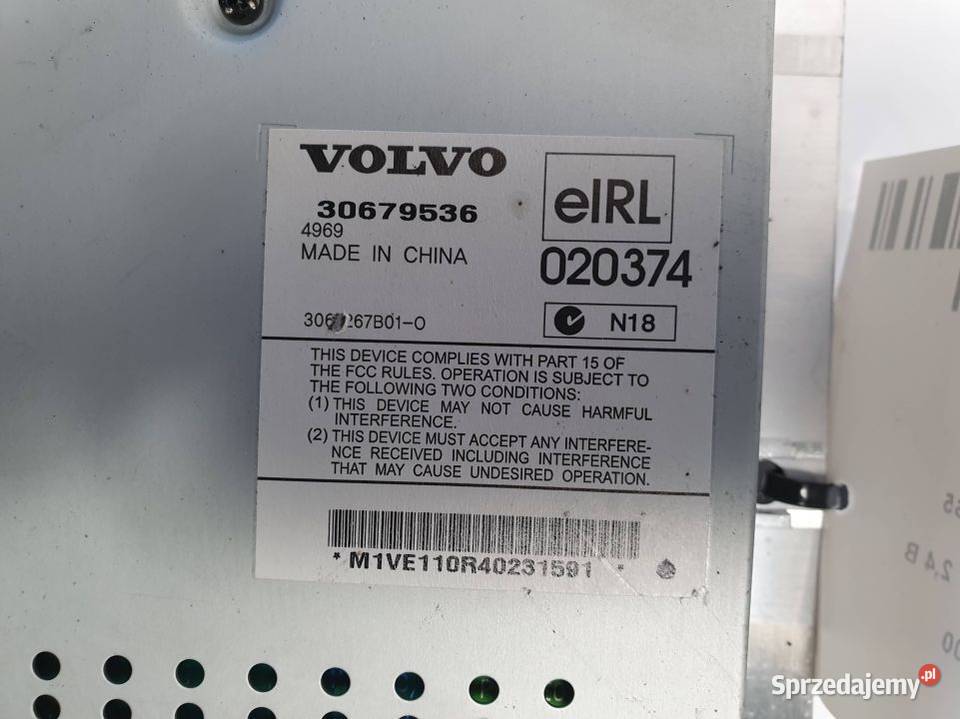 VOLVO
30679536
4969
MADE IN CHINA
eIRL
020374
N18
THIS DEVICE COMPLIES WITH PART 15 OF
THE FCC RULES. OPERATION IS SUBJECT TO
THE FOLLOWING TWO CONDITIONS:
(1) THIS DEVICE MAY NOT CAUSE HARMFUL
INTERFERENCE.
(2) THIS DEVICE MUST ACCEPT ANY INTERFERE-
NCE RECEIVED INCLUDING INTERFERENCE
THAT MAY CAUSE UNDESIRED OPERATION.
*M1VE110R40231591*
2,4 B
Sprzedajemy.pl